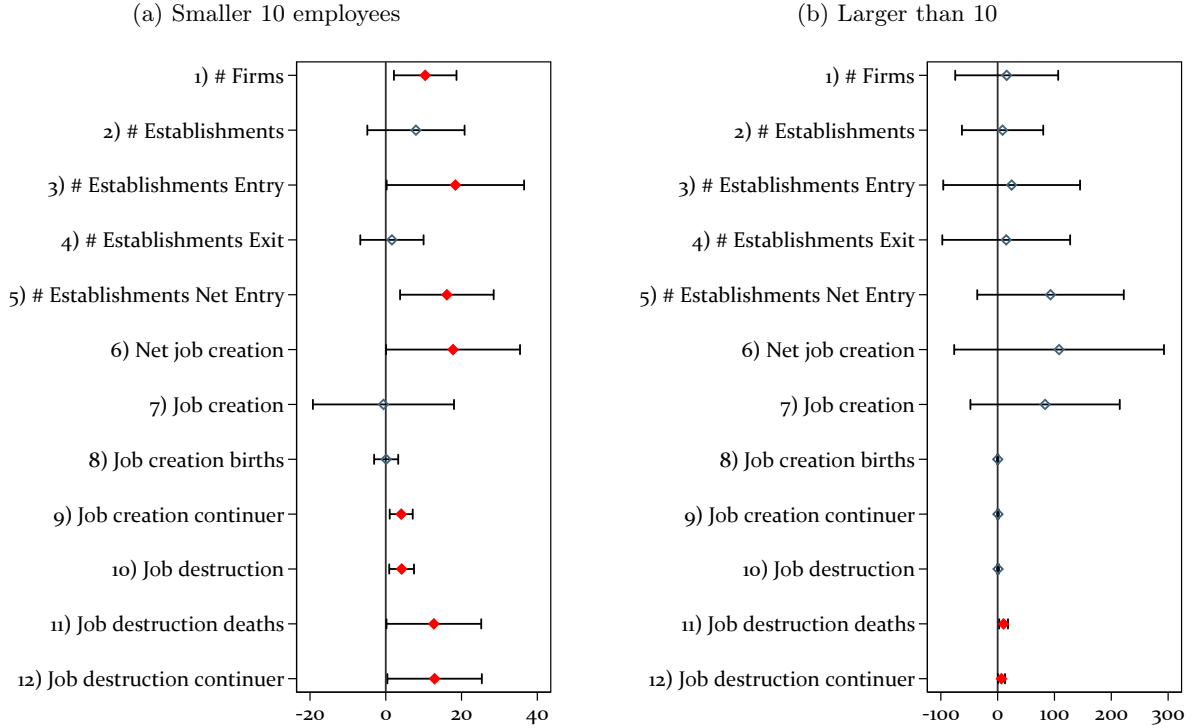 (a) Smaller 10 employees
1) # Firms
2) # Establishments
3) # Establishments Entry
4) # Establishments Exit
5) # Establishments Net Entry
6) Net job creation
7) Job creation
8) Job creation births
9) Job creation continuer
10) Job destruction
11) Job destruction deaths
12) Job destruction continuer
-20 0 20 40
(b) Larger than 10
1) # Firms
2) # Establishments
3) # Establishments Entry
4) # Establishments Exit
5) # Establishments Net Entry
6) Net job creation
7) Job creation
8) Job creation births
9) Job creation continuer
10) Job destruction
11) Job destruction deaths
12) Job destruction continuer
-100 0 100 200 300